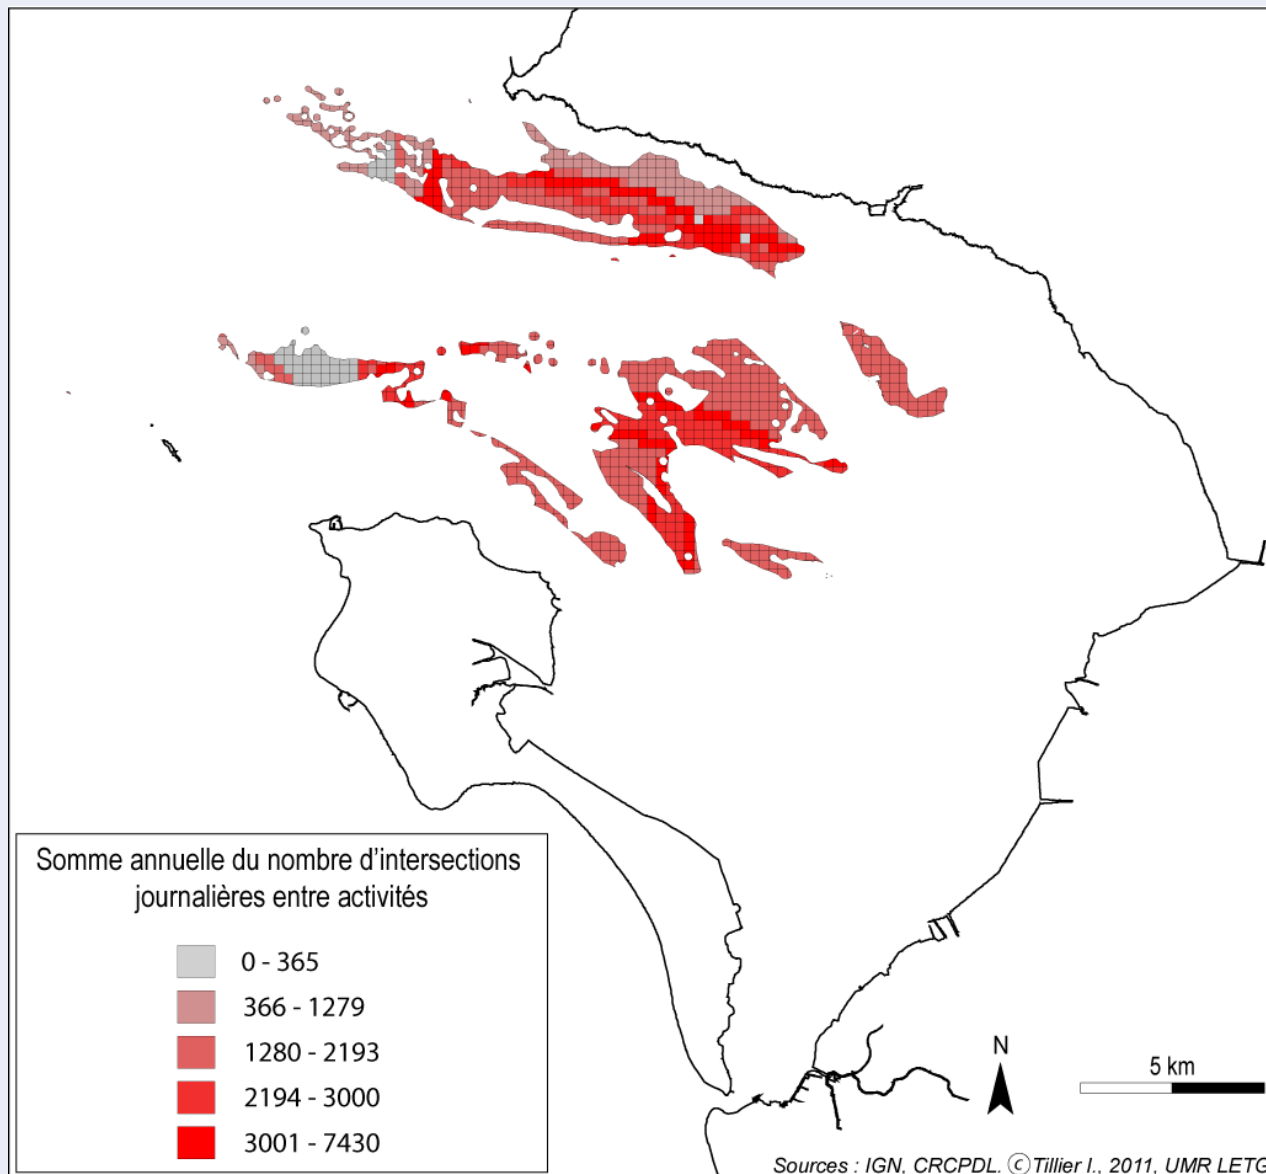 Somme annuelle du nombre d'intersections
journalières entre activités
0 - 365
366 - 1279
1280 - 2193
2194 - 3000
3001 - 7430
N
5 km
Sources : IGN, CRCPDL. © Tillier I., 2011, UMR LETG